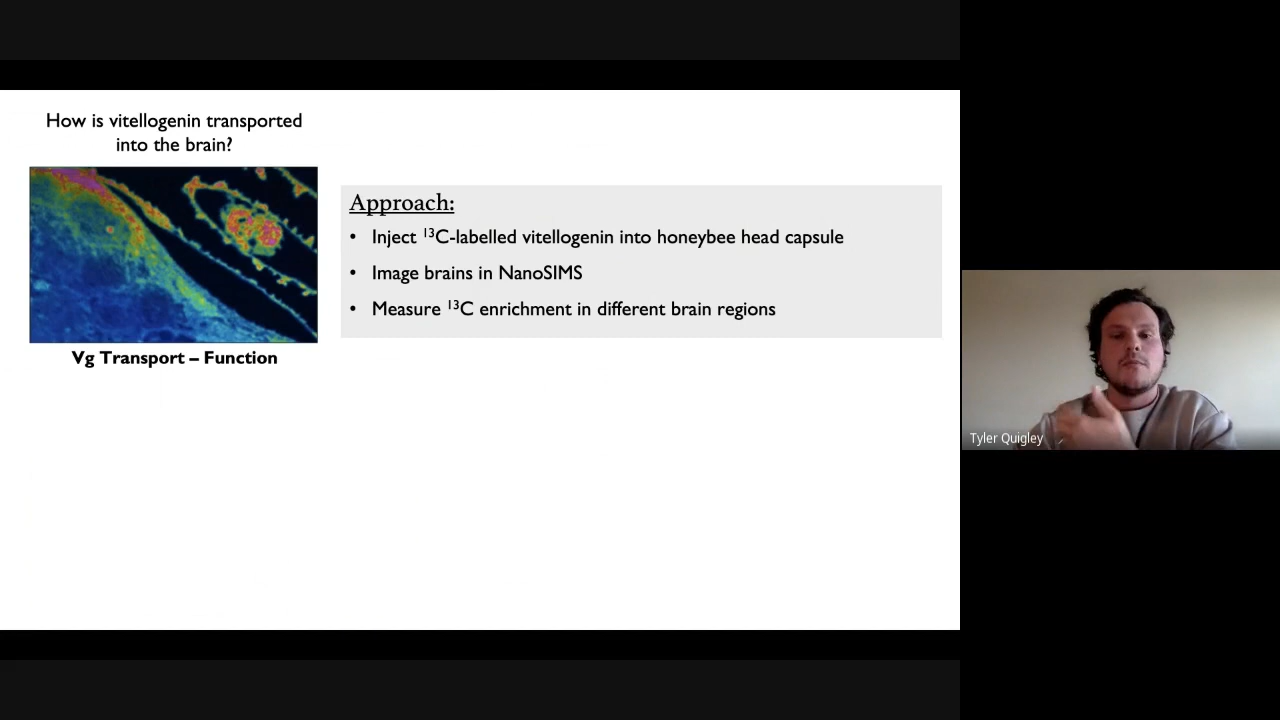 How is vitellogenin transported
into the brain?
Vg Transport – Function
Approach:
• Inject ¹³C-labelled vitellogenin into honeybee head capsule
• Image brains in NanoSIMS
• Measure ¹³C enrichment in different brain regions
Tyler Quigley